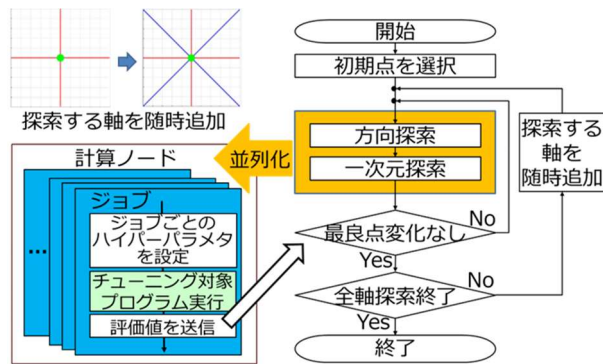 探索する軸を随時追加
計算ノード
ジョブ
ジョブごとの
ハイパーパラメタ
を設定
チューニング対象
プログラム実行
評価値を送信
...
並列化
開始
初期点を選択
方向探索
一次元探索
最良点変化なし
No
Yes
全軸探索終了
No
Yes
終了
探索する
軸を
随時追加